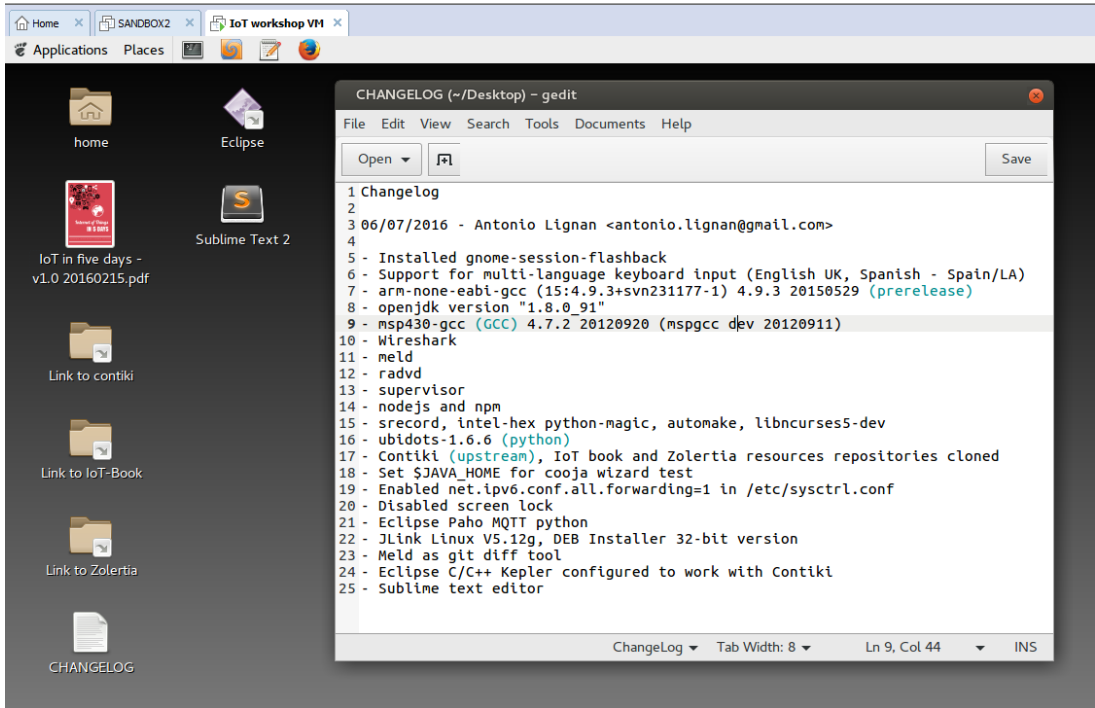 Home × SANDBOX2 × IoT workshop VM ×
Applications Places
home
Eclipse
Internet of Things
IN 5 DAYS
IoT in five days -
v1.0 20160215.pdf
S
Sublime Text 2
Link to contiki
Link to IoT-Book
Link to Zolertia
CHANGELOG
CHANGELOG (~/Desktop) – gedit
File Edit View Search Tools Documents Help
Open Save
1 Changelog
2
3 06/07/2016 - Antonio Lignan <antonio.lignan@gmail.com>
4
5 - Installed gnome-session-flashback
6 - Support for multi-language keyboard input (English UK, Spanish - Spain/LA)
7 - arm-none-eabi-gcc (15:4.9.3+svn231177-1) 4.9.3 20150529 (prerelease)
8 - openjdk version "1.8.0_91"
9 - msp430-gcc (GCC) 4.7.2 20120920 (mspgcc dev 20120911)
10 - Wireshark
11 - meld
12 - radvd
13 - supervisor
14 - nodejs and npm
15 - srecord, intel-hex python-magic, automake, libncurses5-dev
16 - ubidots-1.6.6 (python)
17 - Contiki (upstream), IoT book and Zolertia resources repositories cloned
18 - Set $JAVA_HOME for cooja wizard test
19 - Enabled net.ipv6.conf.all.forwarding=1 in /etc/sysctrl.conf
20 - Disabled screen lock
21 - Eclipse Paho MQTT python
22 - JLink Linux V5.12g, DEB Installer 32-bit version
23 - Meld as git diff tool
24 - Eclipse C/C++ Kepler configured to work with Contiki
25 - Sublime text editor
ChangeLog Tab Width: 8 Ln 9, Col 44 INS